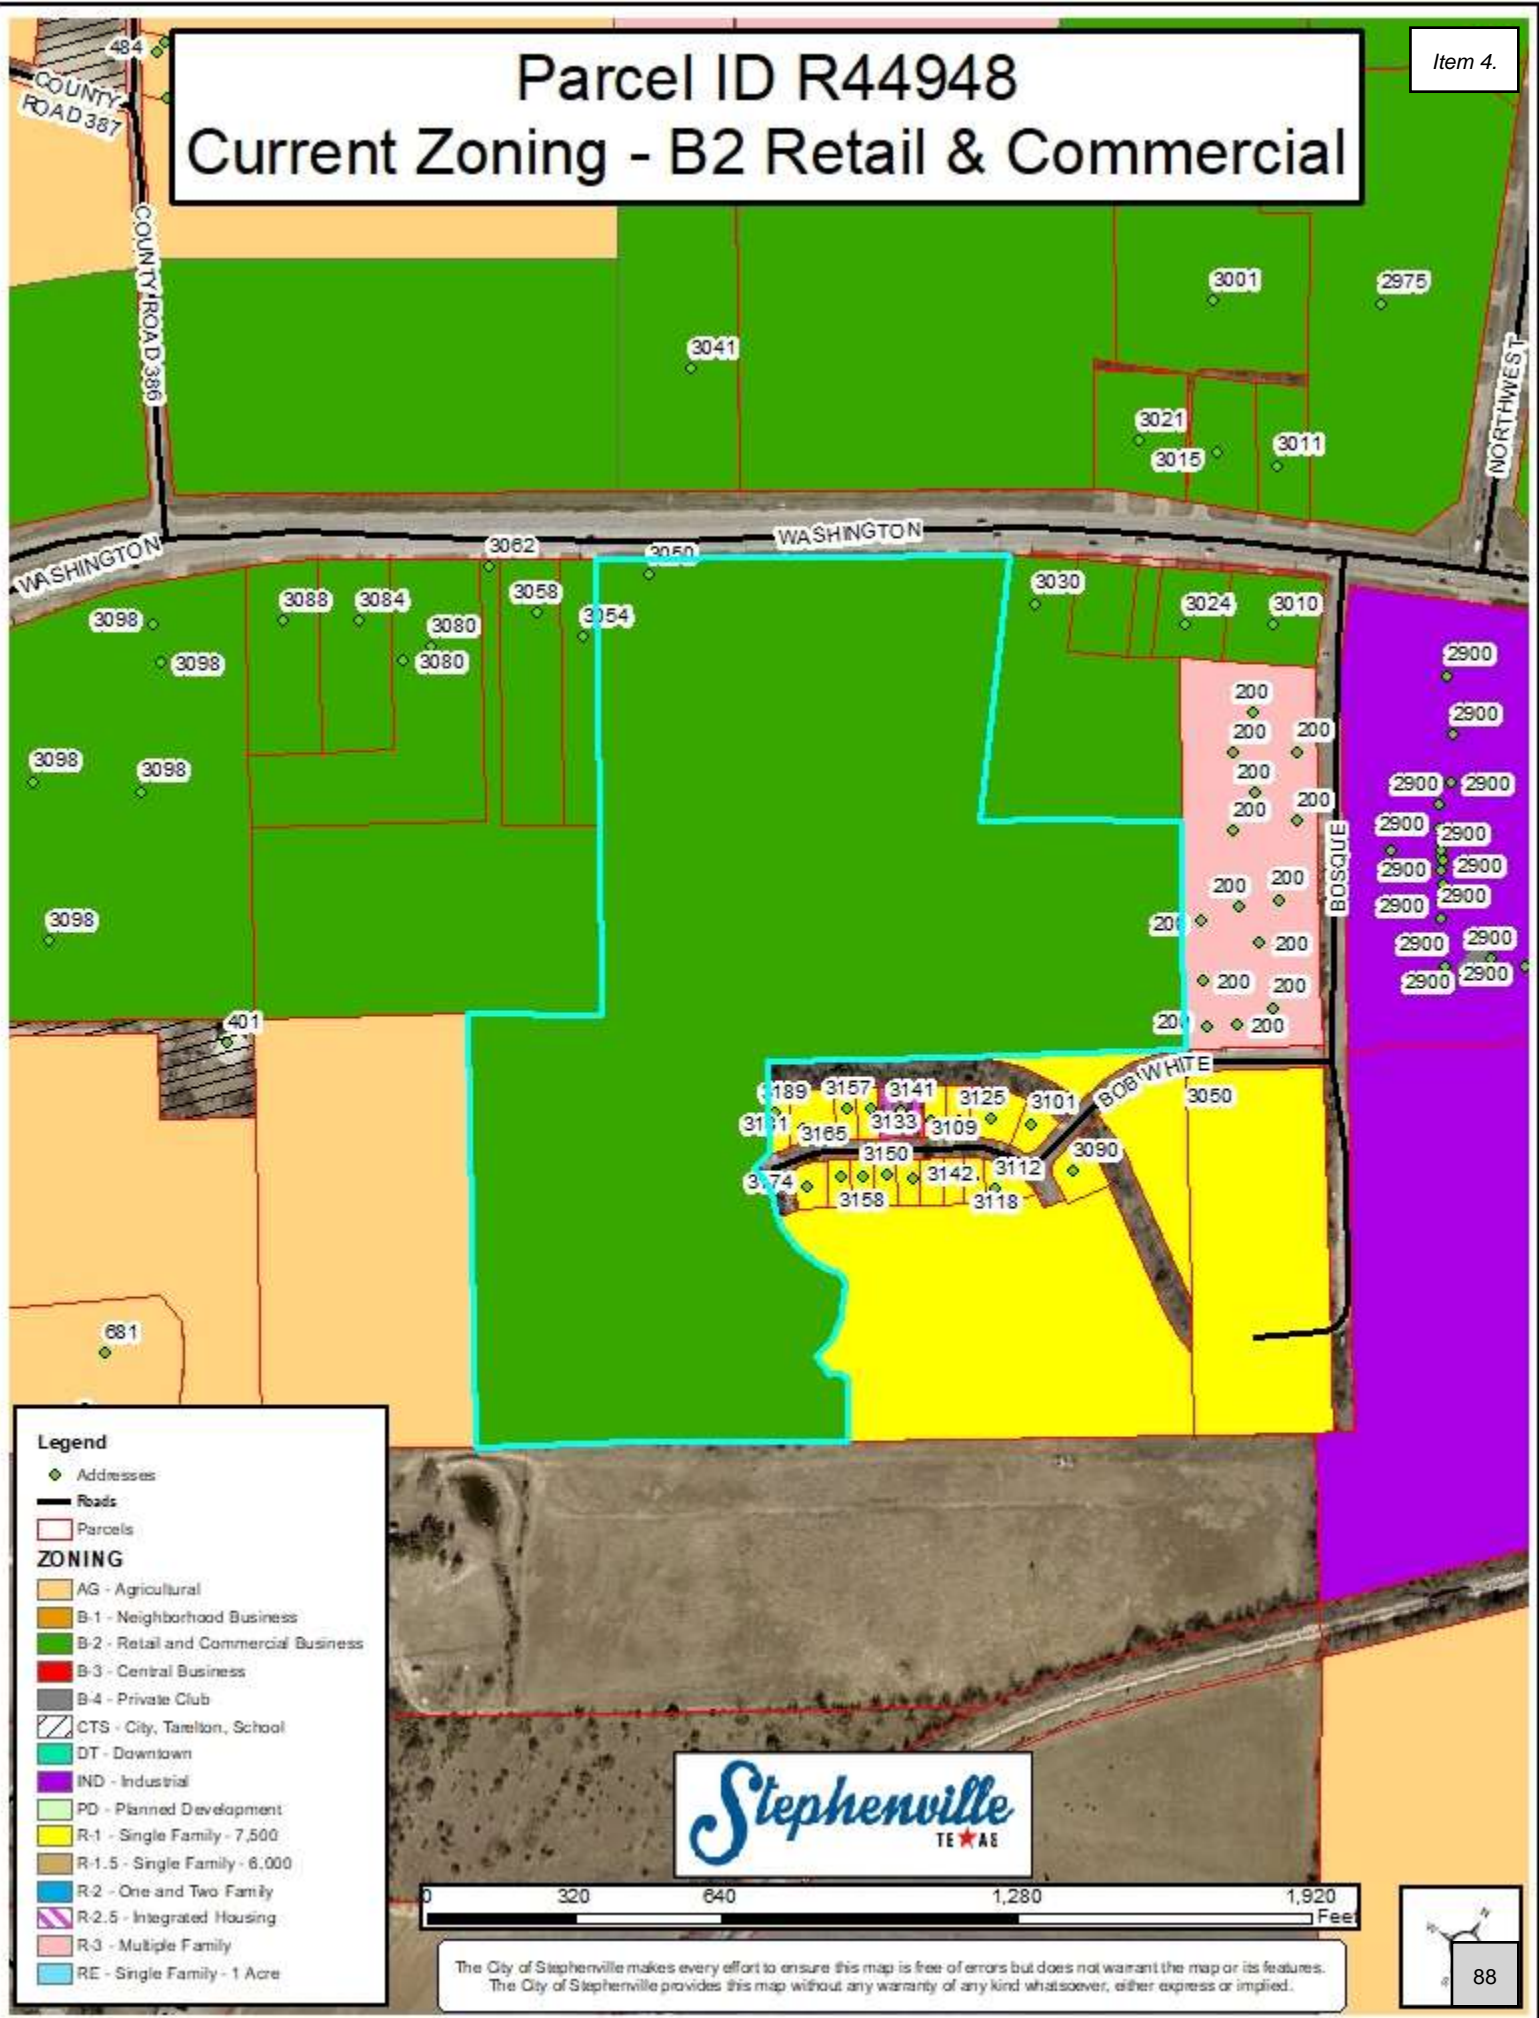 Item 4.
Parcel ID R44948
Current Zoning - B2 Retail & Commercial
484
COUNTY
ROAD 387
COUNTY ROAD 386
3001
2975
3041
NORTHWEST
3021
3015
3011
WASHINGTON
WASHINGTON
3062
3050
3058
3054
3088
3084
3080
3080
3098
3098
3098
3098
3098
3030
3024
3010
200
200
200
200
200
200
200
200
200
200
200
200
200
BOSQUE
2900
2900
2900
2900
2900
2900
2900
2900
2900
2900
2900
2900
2900
2900
401
BOB WHITE
3050
3189
3157
3141
3125
3101
3165
3133
3109
3150
3090
3174
3158
3142
3112
3118
681
Legend
Addresses
Roads
Parcels
ZONING
AG - Agricultural
B-1 - Neighborhood Business
B-2 - Retail and Commercial Business
B-3 - Central Business
B-4 - Private Club
CTS - City, Tarelton, School
DT - Downtown
IND - Industrial
PD - Planned Development
R-1 - Single Family - 7,500
R-1.5 - Single Family - 6,000
R-2 - One and Two Family
R-2.5 - Integrated Housing
R-3 - Multiple Family
RE - Single Family - 1 Acre
Stephenville
TEXAS
0 320 640 1,280 1,920
Feet
The City of Stephenville makes every effort to ensure this map is free of errors but does not warrant the map or its features.
The City of Stephenville provides this map without any warranty of any kind whatsoever, either express or implied.
N
88